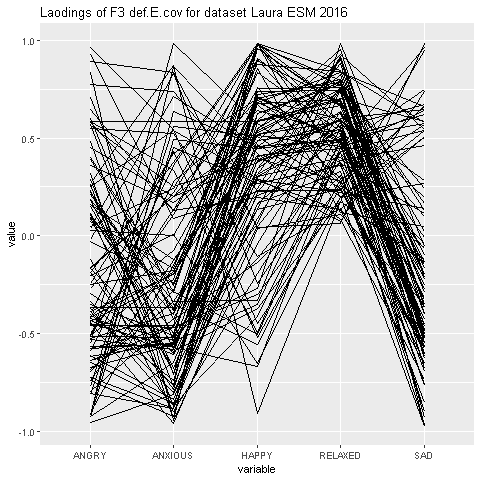 Laodings of F3 def.E.cov for dataset Laura ESM 2016
1.0
0.5
0.0
-0.5
-1.0
value
ANGRY ANXIOUS HAPPY RELAXED SAD
variable